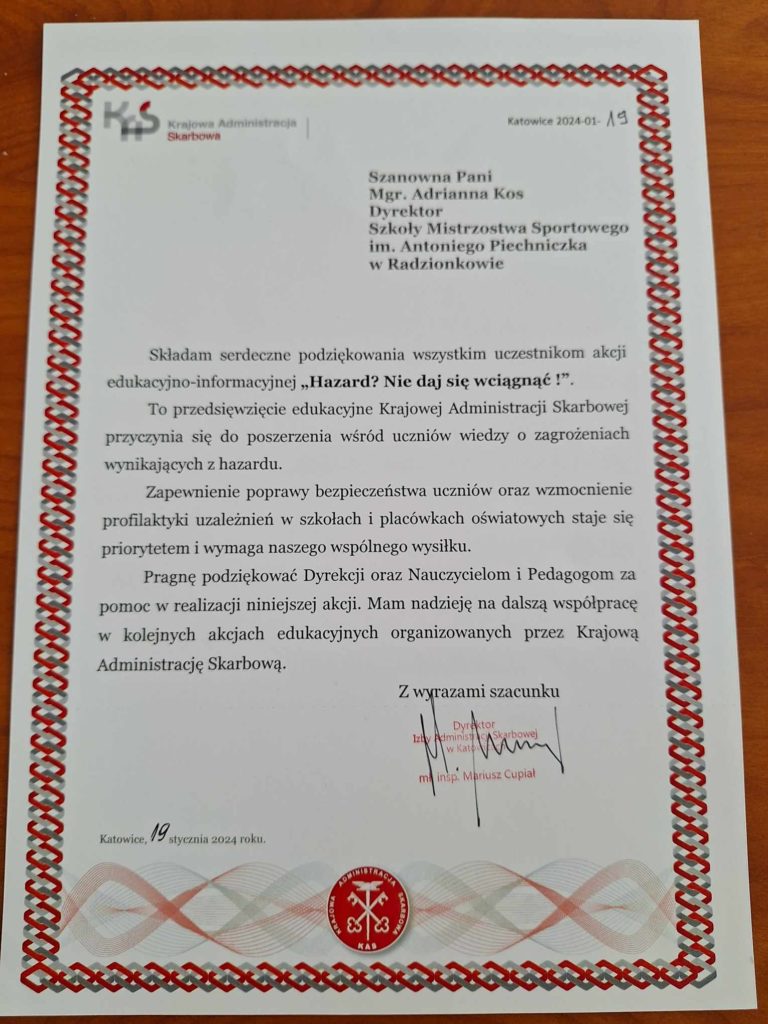 KAS Krajowa Administracja
Skarbowa
Katowice 2024-01- 19
Szanowna Pani
Mgr. Adrianna Kos
Dyrektor
Szkoły Mistrzostwa Sportowego
im. Antoniego Piechniczka
w Radzionkowie
Składam serdeczne podziękowania wszystkim uczestnikom akcji
edukacyjno-informacyjnej „Hazard? Nie daj się wciągnąć !”.
To przedsięwzięcie edukacyjne Krajowej Administracji Skarbowej
przyczynia się do poszerzenia wśród uczniów wiedzy o zagrożeniach
wynikających z hazardu.
Zapewnienie poprawy bezpieczeństwa uczniów oraz wzmocnienie
profilaktyki uzależnień w szkołach i placówkach oświatowych staje się
priorytetem i wymaga naszego wspólnego wysiłku.
Pragnę podziękować Dyrekcji oraz Nauczycielom i Pedagogom za
pomoc w realizacji niniejszej akcji. Mam nadzieję na dalszą współpracę
w kolejnych akcjach edukacyjnych organizowanych przez Krajową
Administrację Skarbową.
Z wyrazami szacunku
Dyrektor
Izby Administracji Skarbowej
w Katowicach
mł. insp. Mariusz Cupiał
Katowice, 19 stycznia 2024 roku.
KRAJOWA ADMINISTRACJA SKARBOWA
KAS